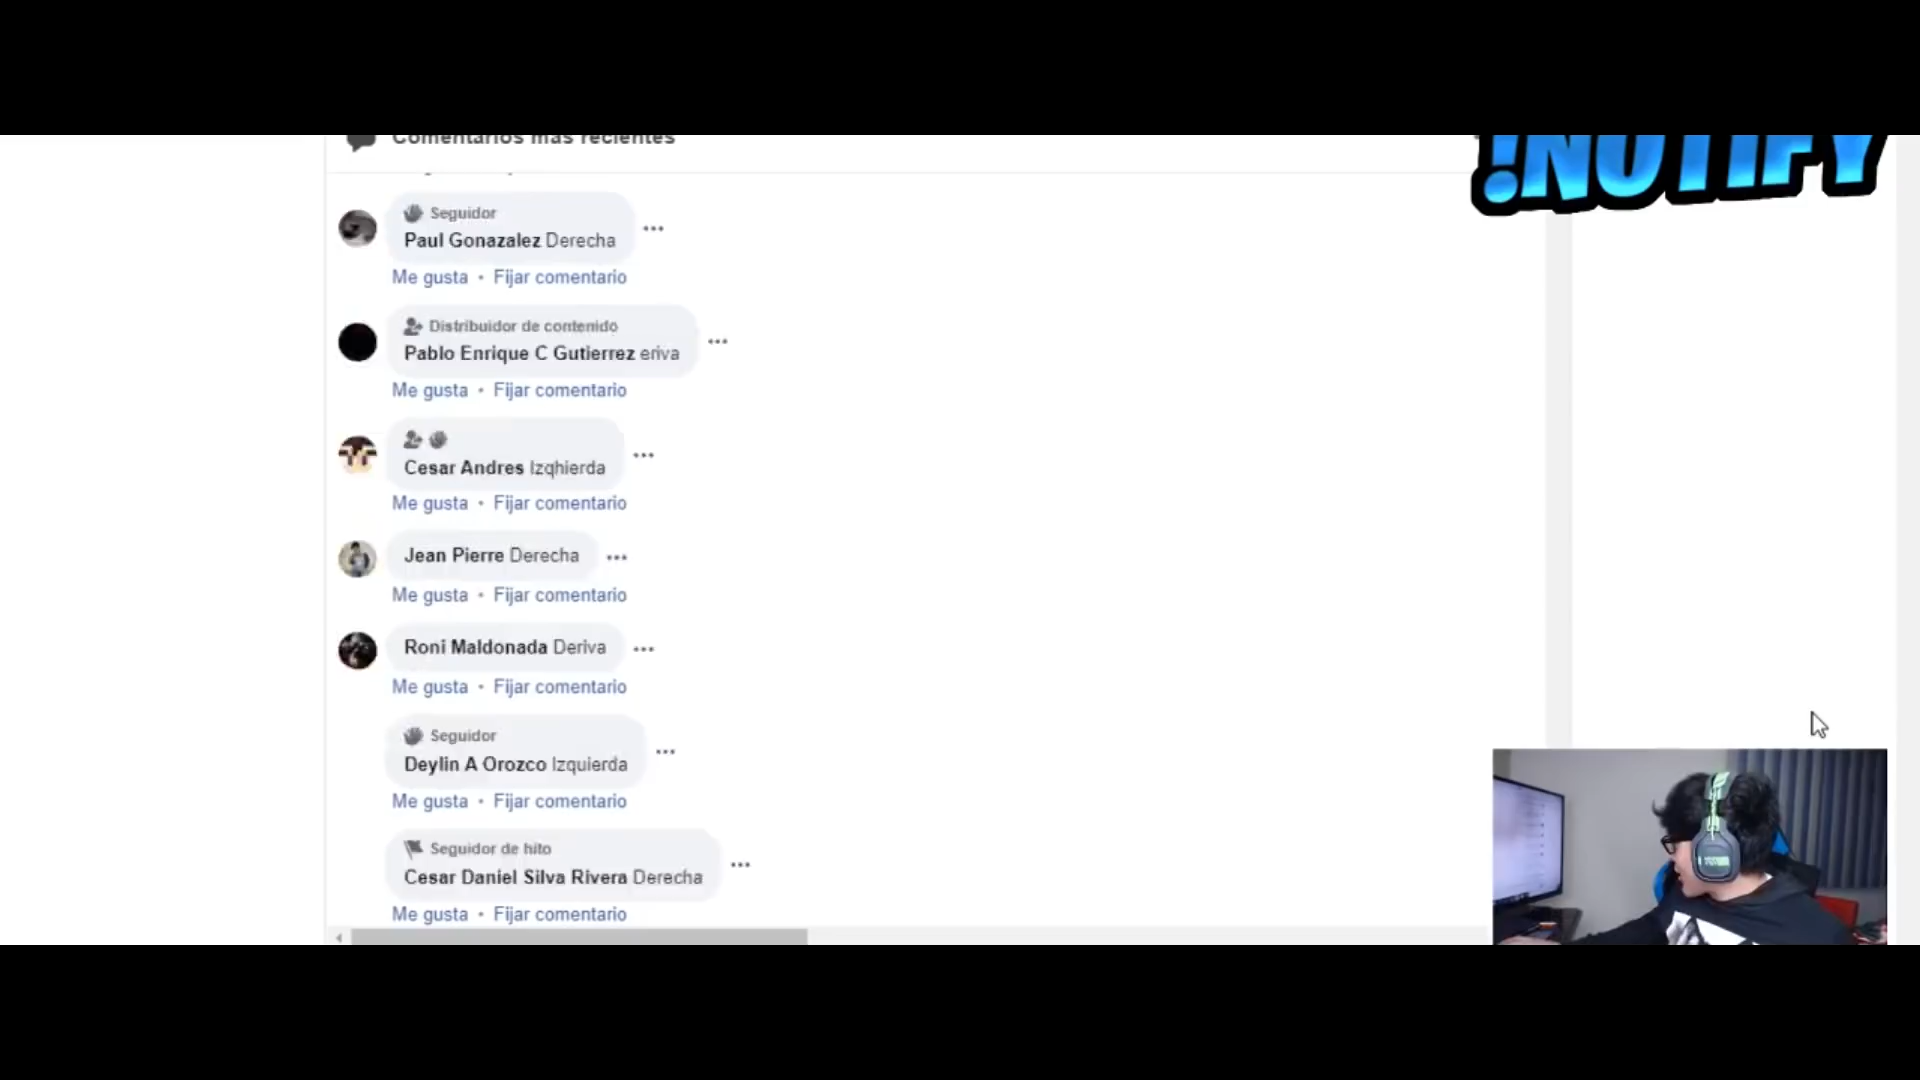 Comentarios más recientes
!NOTIFY
Seguidor
Paul Gonazalez Derecha
Me gusta · Fijar comentario
Distribuidor de contenido
Pablo Enrique C Gutierrez eriva
Me gusta · Fijar comentario
Cesar Andres Izqhierda
Me gusta · Fijar comentario
Jean Pierre Derecha
Me gusta · Fijar comentario
Roni Maldonada Deriva
Me gusta · Fijar comentario
Seguidor
Deylin A Orozco Izquierda
Me gusta · Fijar comentario
Seguidor de hito
Cesar Daniel Silva Rivera Derecha
Me gusta · Fijar comentario